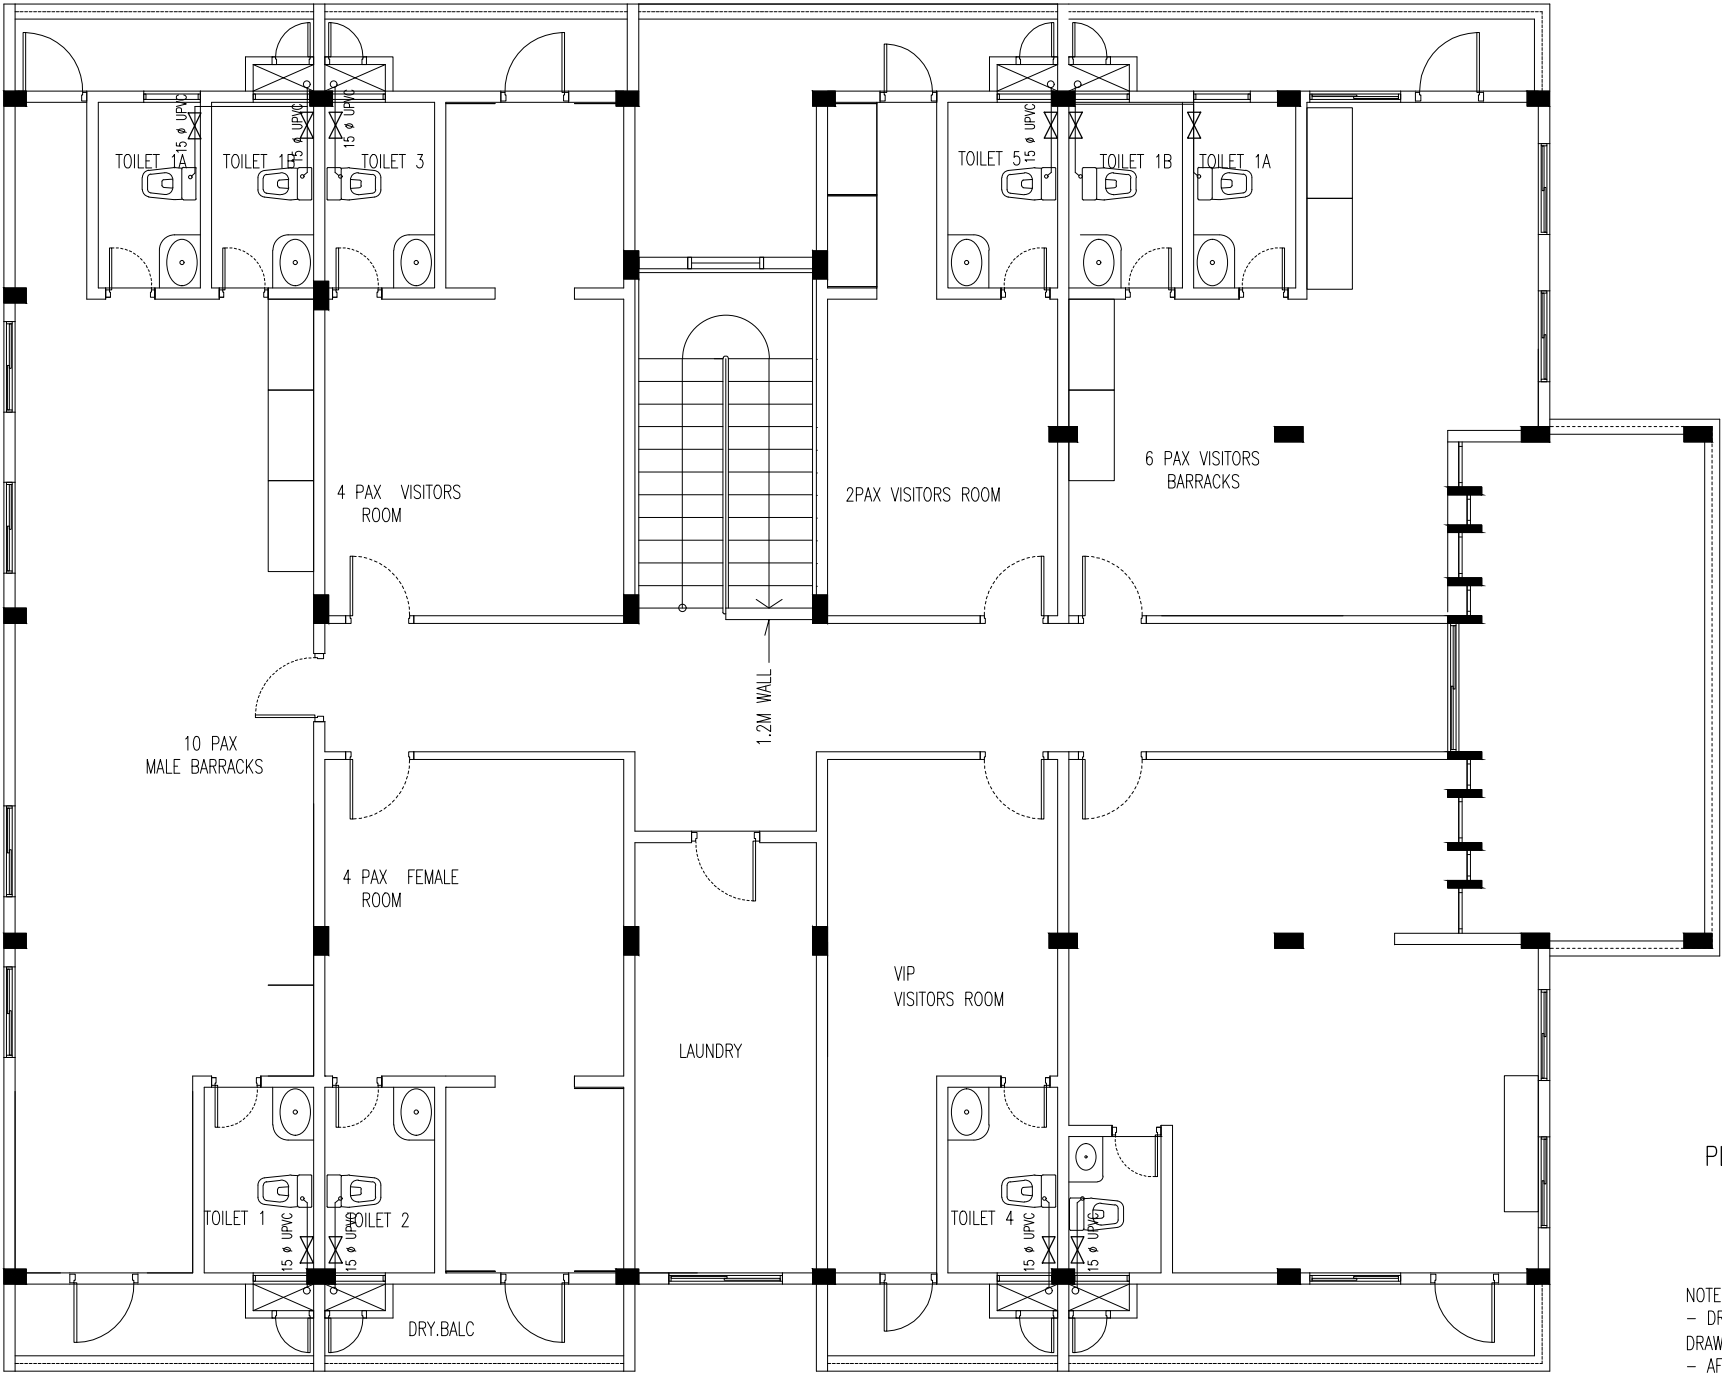 15 ø UPVC
15 ø UPVC
15 ø UPVC
15 ø UPVC
TOILET 1A
TOILET 1B
TOILET 3
TOILET 5
TOILET 1B
TOILET 1A
4 PAX VISITORS
ROOM
2PAX VISITORS ROOM
6 PAX VISITORS
BARRACKS
1.2M WALL
10 PAX
MALE BARRACKS
4 PAX FEMALE
ROOM
VIP
VISITORS ROOM
LAUNDRY
TOILET 1
TOILET 2
TOILET 4
15 ø UPVC
15 ø UPVC
15 ø UPVC
15 ø UPVC
DRY.BALC
NOTE
- DR
DRAW
- AF